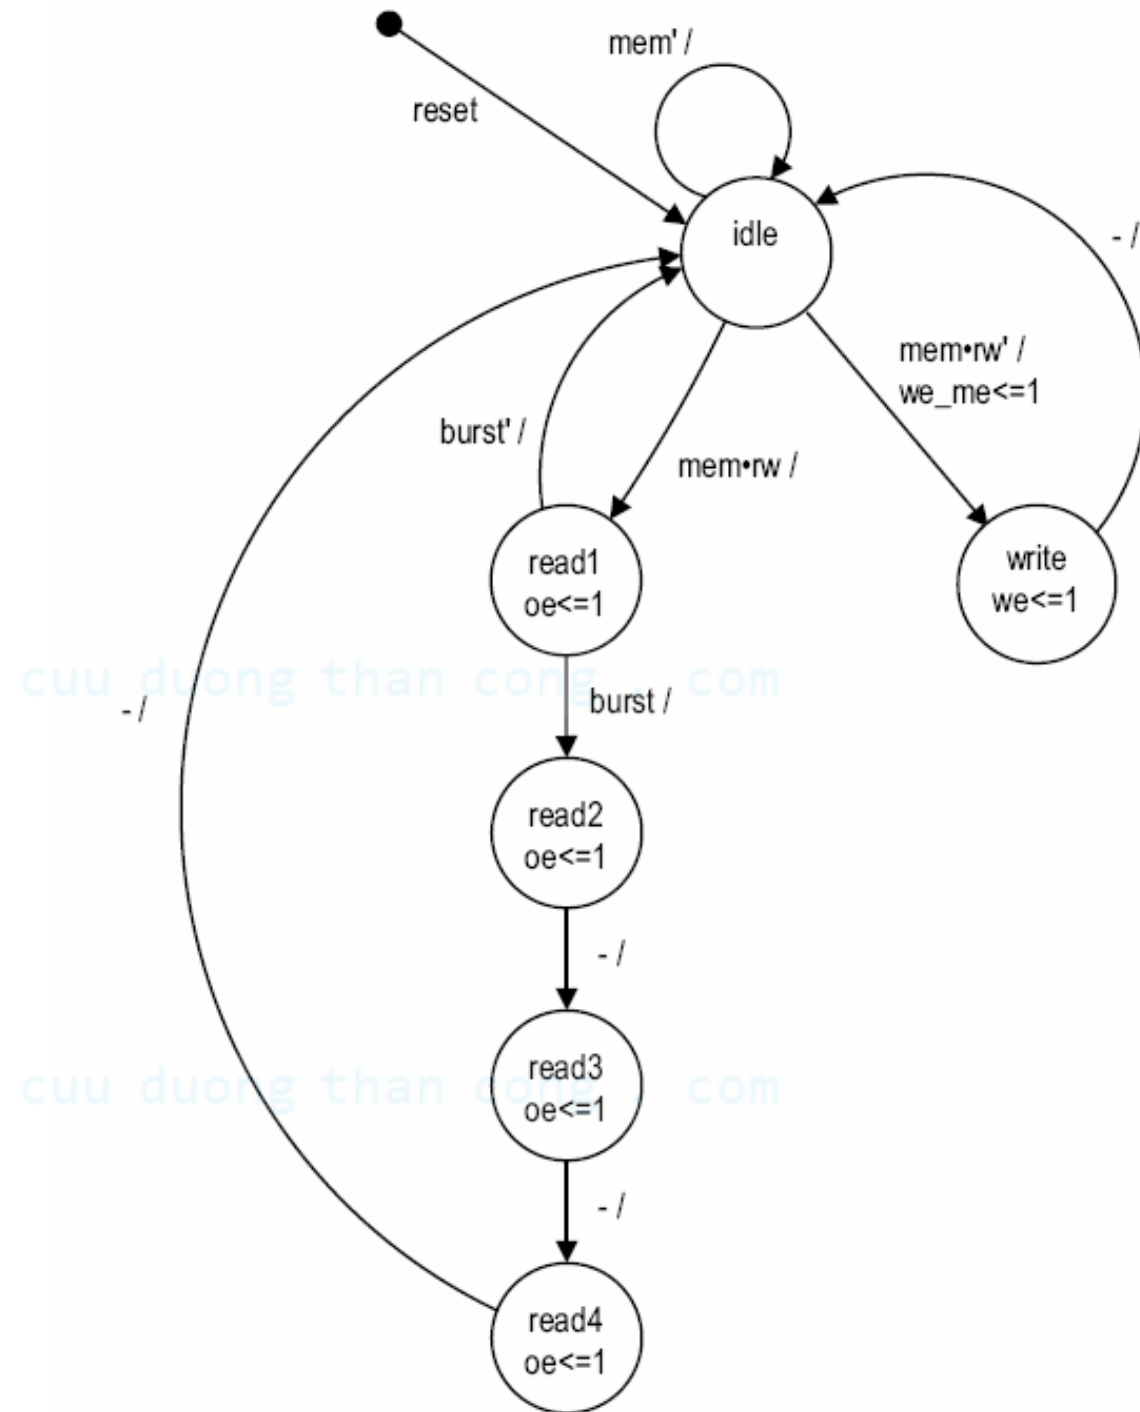 mem' /
reset
idle
- /
mem•rw' /
we_me<=1
burst' /
mem•rw /
read1
oe<=1
write
we<=1
cuu duong than cong . com
- /
burst /
read2
oe<=1
- /
read3
oe<=1
cuu duong than cong . com
- /
read4
oe<=1